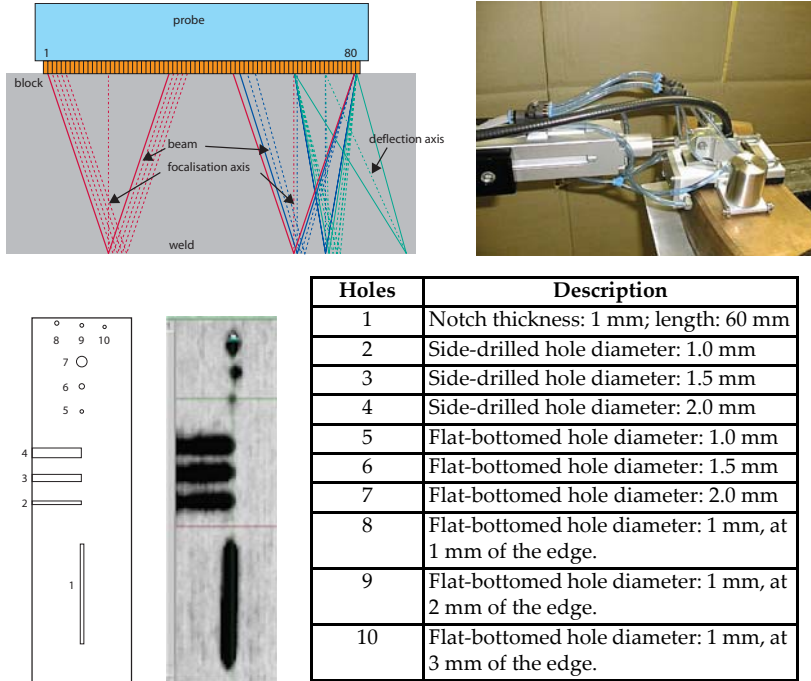 probe
1 80
block
beam
deflection axis
focalisation axis
weld
8 9 10
7
6
5
4
3
2
1
Holes Description
1 Notch thickness: 1 mm; length: 60 mm
2 Side-drilled hole diameter: 1.0 mm
3 Side-drilled hole diameter: 1.5 mm
4 Side-drilled hole diameter: 2.0 mm
5 Flat-bottomed hole diameter: 1.0 mm
6 Flat-bottomed hole diameter: 1.5 mm
7 Flat-bottomed hole diameter: 2.0 mm
8 Flat-bottomed hole diameter: 1 mm, at
1 mm of the edge.
9 Flat-bottomed hole diameter: 1 mm, at
2 mm of the edge.
10 Flat-bottomed hole diameter: 1 mm, at
3 mm of the edge.